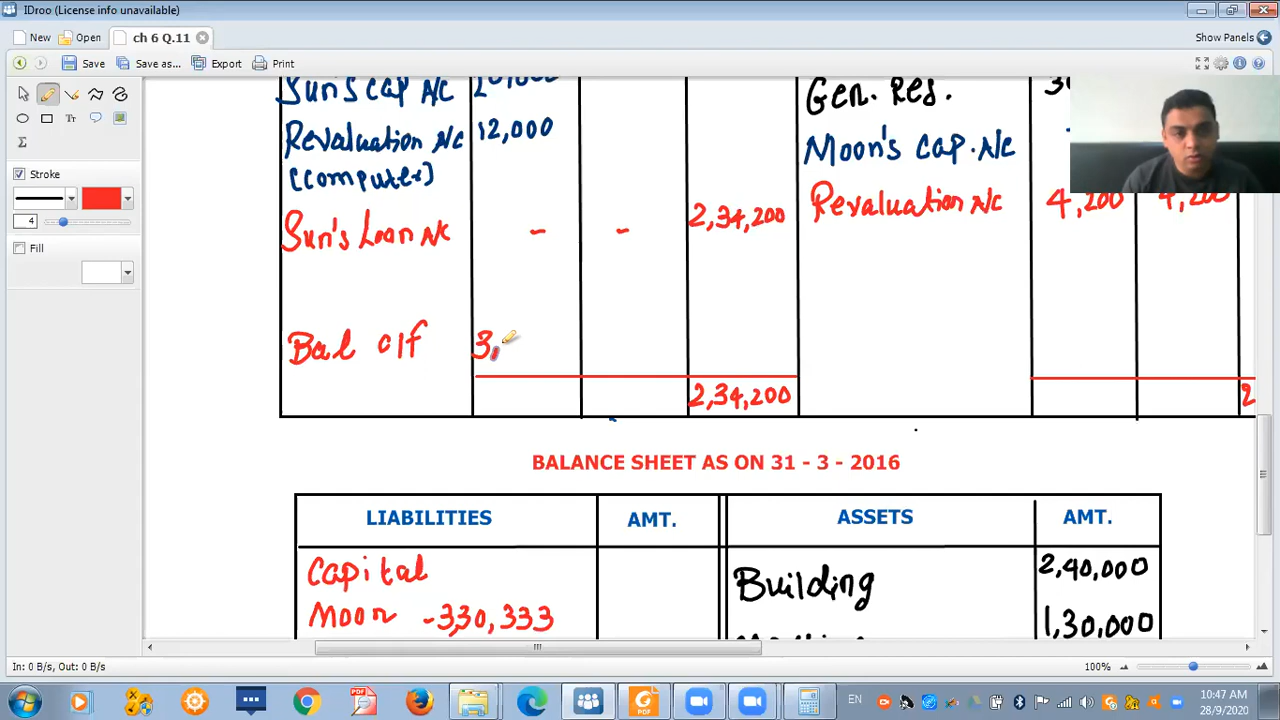 IDroo (License info unavailable)
New Open ch 6 Q.11 Show Panels
Save Save as... Export Print
Sun's Cap A/c Gen. Res.
Revaluation A/c 12,000 Moon's Cap. A/c
(Computer)
Sun's Loan A/c - - 2,34,200 Revaluation A/c 4,200 4,200
Bal c/f 3,
2,34,200 2
BALANCE SHEET AS ON 31 - 3 - 2016
LIABILITIES AMT. ASSETS AMT.
Capital Building 2,40,000
Moon - 3,30,333 1,30,000
Stroke
4
Fill
In: 0 B/s, Out: 0 B/s 100%
EN 10:47 AM
28/9/2020